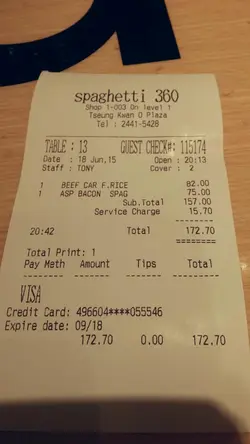 spaghetti 360
Shop 1-003 On level 1
Tseung Kwan O Plaza
Tel : 2441-5428
TABLE : 13 GUEST CHECK#: 115174
Date : 18 Jun,15 Open : 20:13
Staff : TONY Cover : 2
1 BEEF CAR F.RICE 82.00
1 ASP BACON SPAG 75.00
Sub.Total 157.00
Service Charge 15.70
20:42 Total 172.70
========
Total Print: 1
Pay Meth Amount Tips Total
VISA
Credit Card: 496604****055546
Expire date: 09/18
172.70 0.00 172.70